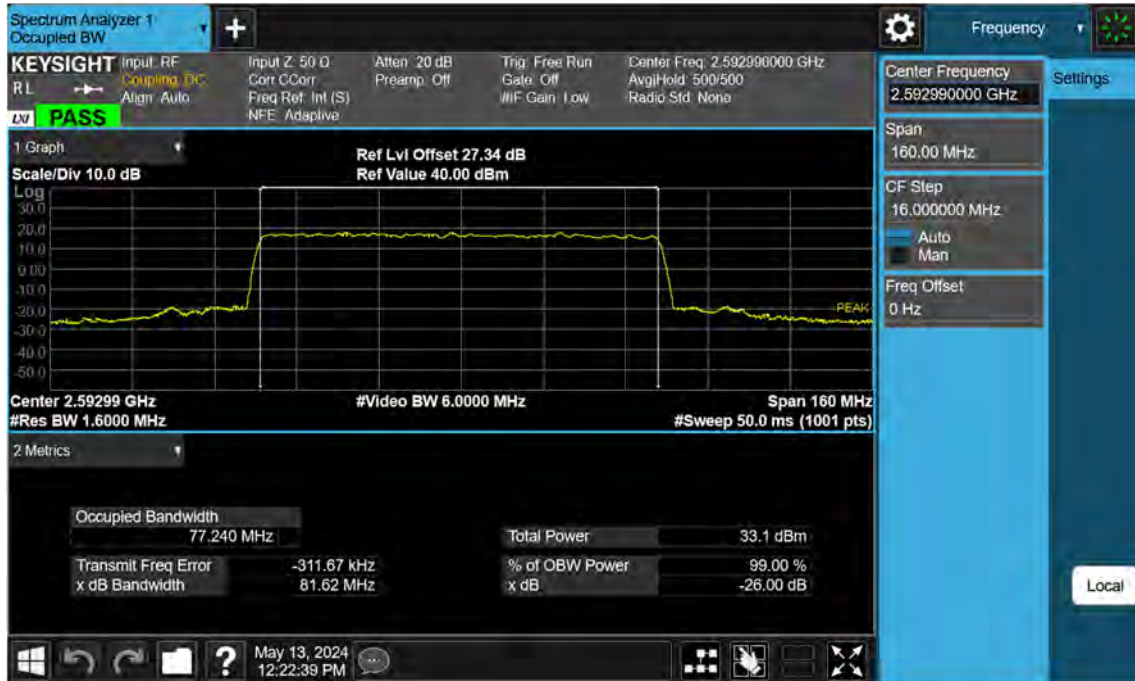 Spectrum Analyzer 1
Occupied BW
+
Frequency
KEYSIGHT
RL
LXI
PASS
Input: RF
Coupling: DC
Align: Auto
Input Z: 50 Ω
Corr CCorr
Freq Ref: Int (S)
NFE: Adaptive
Atten: 20 dB
Preamp: Off
Trig: Free Run
Gate: Off
#IF Gain: Low
Center Freq: 2.592990000 GHz
Avg|Hold: 500/500
Radio Std: None
Center Frequency
2.592990000 GHz
Settings
Span
160.00 MHz
CF Step
16.000000 MHz
Auto
Man
Freq Offset
0 Hz
Local
1 Graph
Scale/Div 10.0 dB
Ref Lvl Offset 27.34 dB
Ref Value 40.00 dBm
Log
30.0
20.0
10.0
0.00
-10.0
-20.0
-30.0
-40.0
-50.0
PEAK
Center 2.59299 GHz
#Video BW 6.0000 MHz
Span 160 MHz
#Res BW 1.6000 MHz
#Sweep 50.0 ms (1001 pts)
2 Metrics
Occupied Bandwidth
77.240 MHz
Total Power 33.1 dBm
Transmit Freq Error -311.67 kHz
% of OBW Power 99.00 %
x dB Bandwidth 81.62 MHz
x dB -26.00 dB
?
May 13, 2024
12:22:39 PM